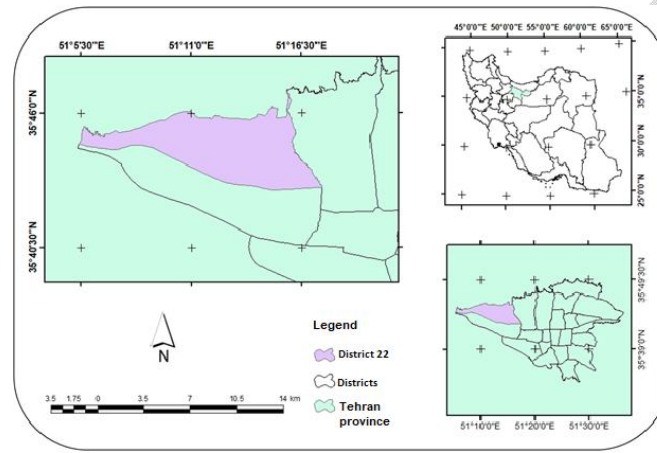 51°5'30"E 51°11'0"E 51°16'30"E
35°46'0"N
35°40'30"N
45°0'0"E 50°0'0"E 55°0'0"E 60°0'0"E 65°0'0"E
35°0'0"N
30°0'0"N
25°0'0"N
35°49'30"N
35°39'0"N
51°10'0"E 51°20'0"E 51°30'0"E
N
Legend
District 22
Districts
Tehran
province
3.5 1.75 0 3.5 7 10.5 14 km